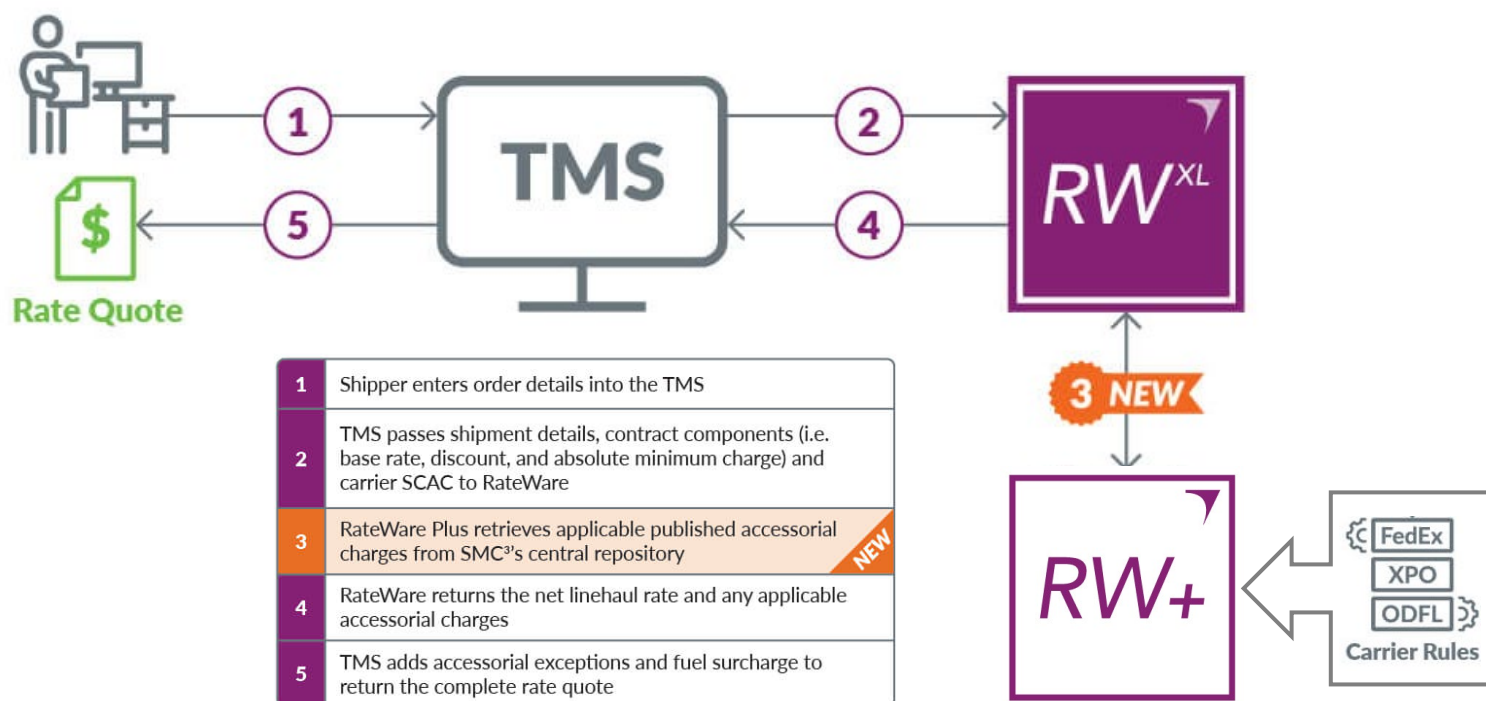 1
2
TMS
RW XL
$
5
4
Rate Quote
3 NEW
1 Shipper enters order details into the TMS
2 TMS passes shipment details, contract components (i.e.
base rate, discount, and absolute minimum charge) and
carrier SCAC to RateWare
3 RateWare Plus retrieves applicable published accessorial
charges from SMC³'s central repository
NEW
4 RateWare returns the net linehaul rate and any applicable
accessorial charges
5 TMS adds accessorial exceptions and fuel surcharge to
return the complete rate quote
RW+
FedEx
XPO
ODFL
Carrier Rules